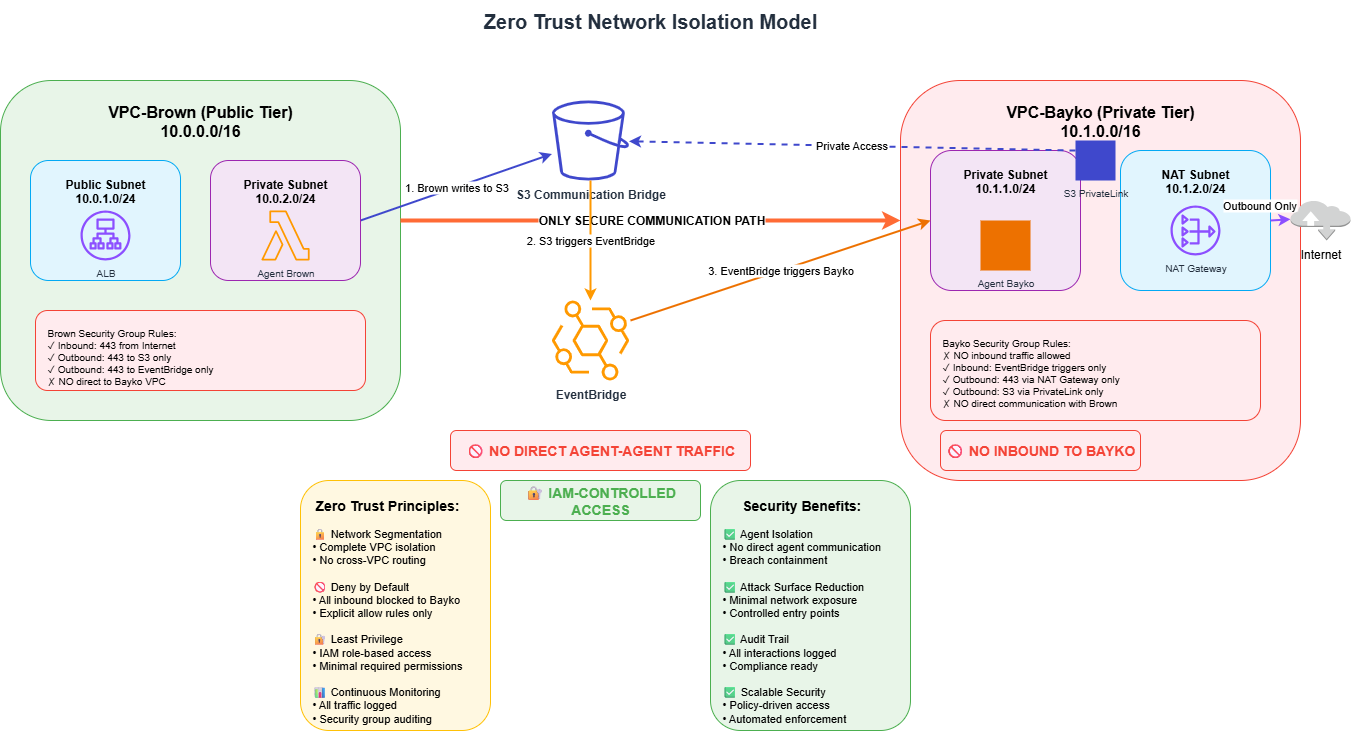 Zero Trust Network Isolation Model
VPC-Brown (Public Tier)
10.0.0.0/16
Public Subnet
10.0.1.0/24
ALB
Private Subnet
10.0.2.0/24
Agent Brown
Brown Security Group Rules:
✓ Inbound: 443 from Internet
✓ Outbound: 443 to S3 only
✓ Outbound: 443 to EventBridge only
✗ NO direct to Bayko VPC
1. Brown writes to S3
S3 Communication Bridge
ONLY SECURE COMMUNICATION PATH
2. S3 triggers EventBridge
3. EventBridge triggers Bayko
EventBridge
Private Access
VPC-Bayko (Private Tier)
10.1.0.0/16
Private Subnet
10.1.1.0/24
Agent Bayko
S3 PrivateLink
NAT Subnet
10.1.2.0/24
NAT Gateway
Outbound Only
Internet
Bayko Security Group Rules:
✗ NO inbound traffic allowed
✓ Inbound: EventBridge triggers only
✓ Outbound: 443 via NAT Gateway only
✓ Outbound: S3 via PrivateLink only
✗ NO direct communication with Brown
🚫 NO DIRECT AGENT-AGENT TRAFFIC
🚫 NO INBOUND TO BAYKO
🔐 IAM-CONTROLLED
ACCESS
Zero Trust Principles:
🔒 Network Segmentation
• Complete VPC isolation
• No cross-VPC routing
🚫 Deny by Default
• All inbound blocked to Bayko
• Explicit allow rules only
🔐 Least Privilege
• IAM role-based access
• Minimal required permissions
📊 Continuous Monitoring
• All traffic logged
• Security group auditing
Security Benefits:
✅ Agent Isolation
• No direct agent communication
• Breach containment
✅ Attack Surface Reduction
• Minimal network exposure
• Controlled entry points
✅ Audit Trail
• All interactions logged
• Compliance ready
✅ Scalable Security
• Policy-driven access
• Automated enforcement